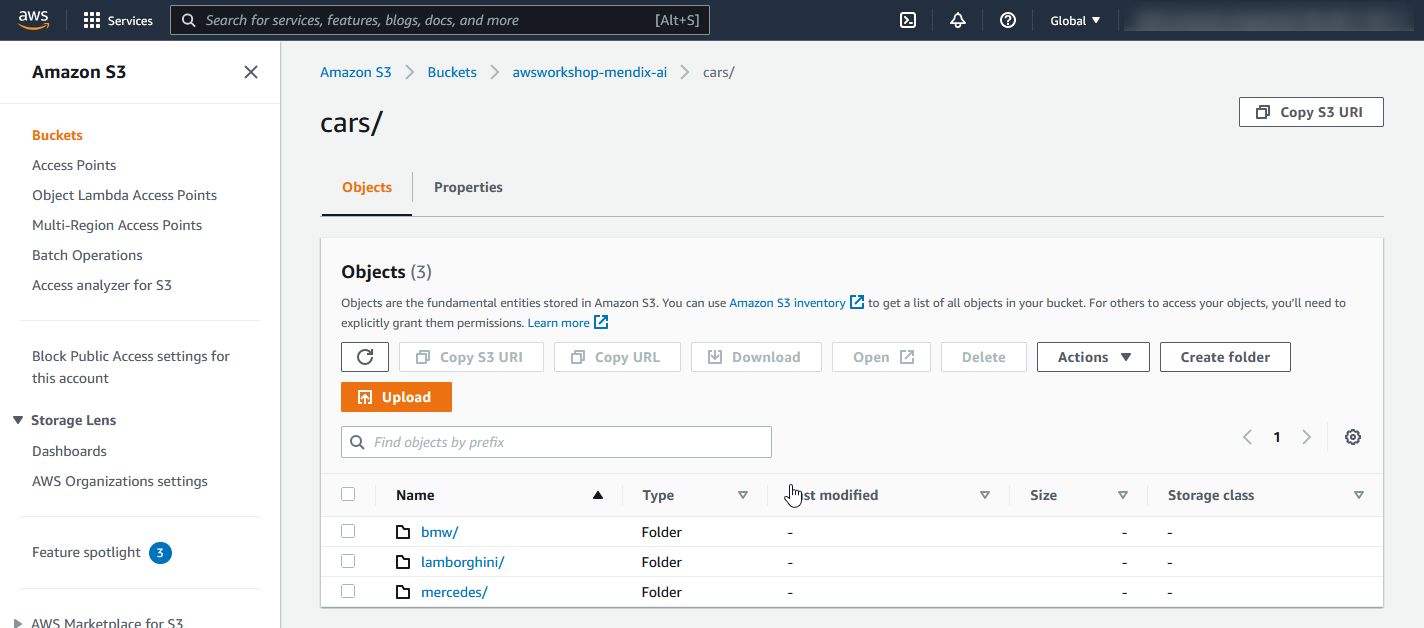 aws
Services
Search for services, features, blogs, docs, and more [Alt+S]
Global
Amazon S3
Buckets
Access Points
Object Lambda Access Points
Multi-Region Access Points
Batch Operations
Access analyzer for S3
Block Public Access settings for
this account
Storage Lens
Dashboards
AWS Organizations settings
Feature spotlight 3
AWS Marketplace for S3
Amazon S3 Buckets awsworkshop-mendix-ai cars/
cars/
Copy S3 URI
Objects Properties
Objects (3)
Objects are the fundamental entities stored in Amazon S3. You can use Amazon S3 inventory to get a list of all objects in your bucket. For others to access your objects, you'll need to
explicitly grant them permissions. Learn more
Copy S3 URI Copy URL Download Open Delete Actions Create folder
Upload
Find objects by prefix
1
Name Type modified Size Storage class
bmw/ Folder - - -
lamborghini/ Folder - - -
mercedes/ Folder - - -